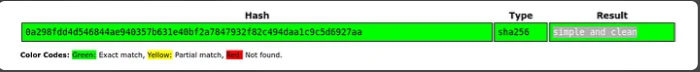 Hash Type Result
0a298fdd4d546844ae940357b631e40bf2a7847932f82c494daa1c9c5d6927aa sha256 simple and clean
Color Codes: Green: Exact match, Yellow: Partial match, Red: Not found.